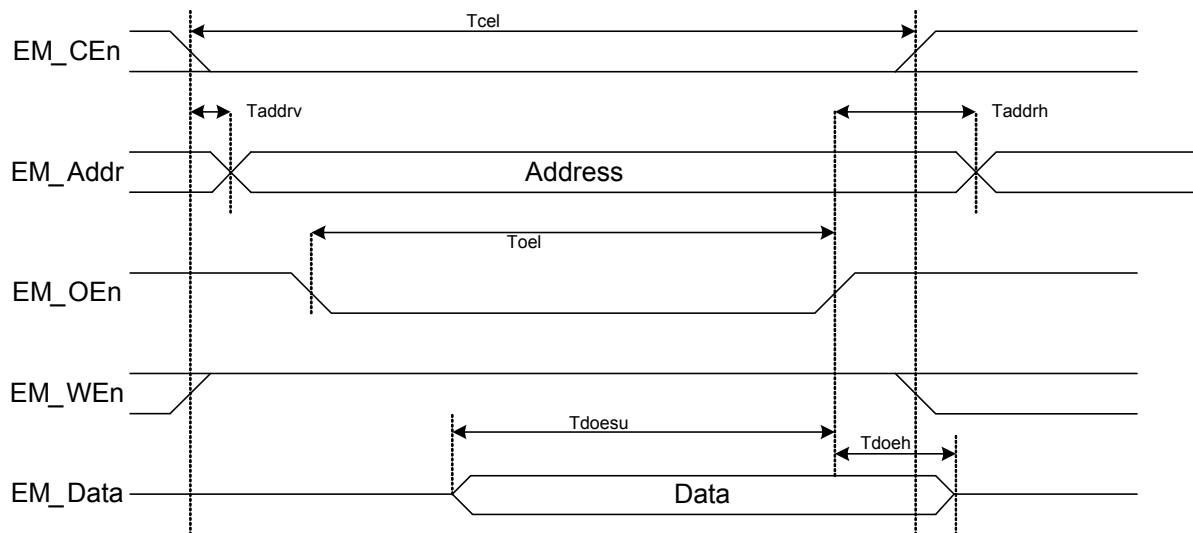 Tcel
EM_CEn
Taddrv
Taddrh
EM_Addr
Address
Toel
EM_OEn
EM_WEn
Tdoesu
Tdoeh
EM_Data
Data